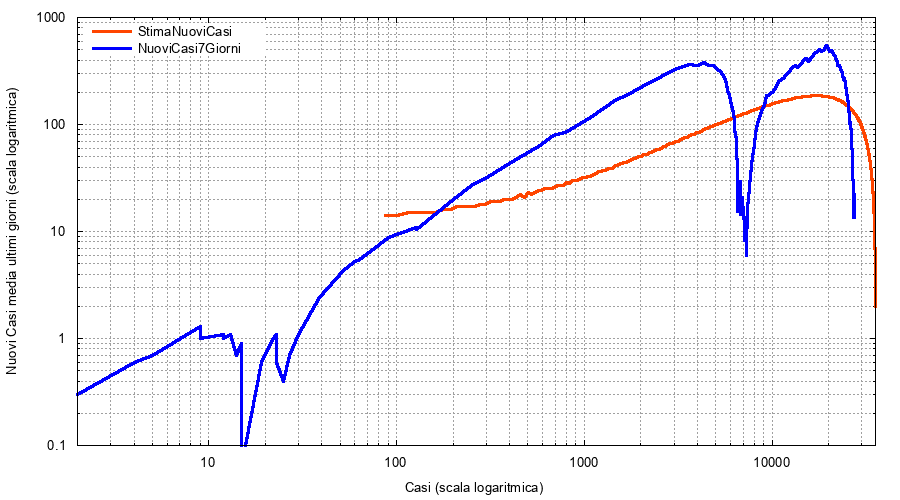 1000
StimaNuoviCasi
NuoviCasi7Giorni
100
10
1
0.1
Nuovi Casi media ultimi giorni (scala logaritmica)
10 100 1000 10000
Casi (scala logaritmica)